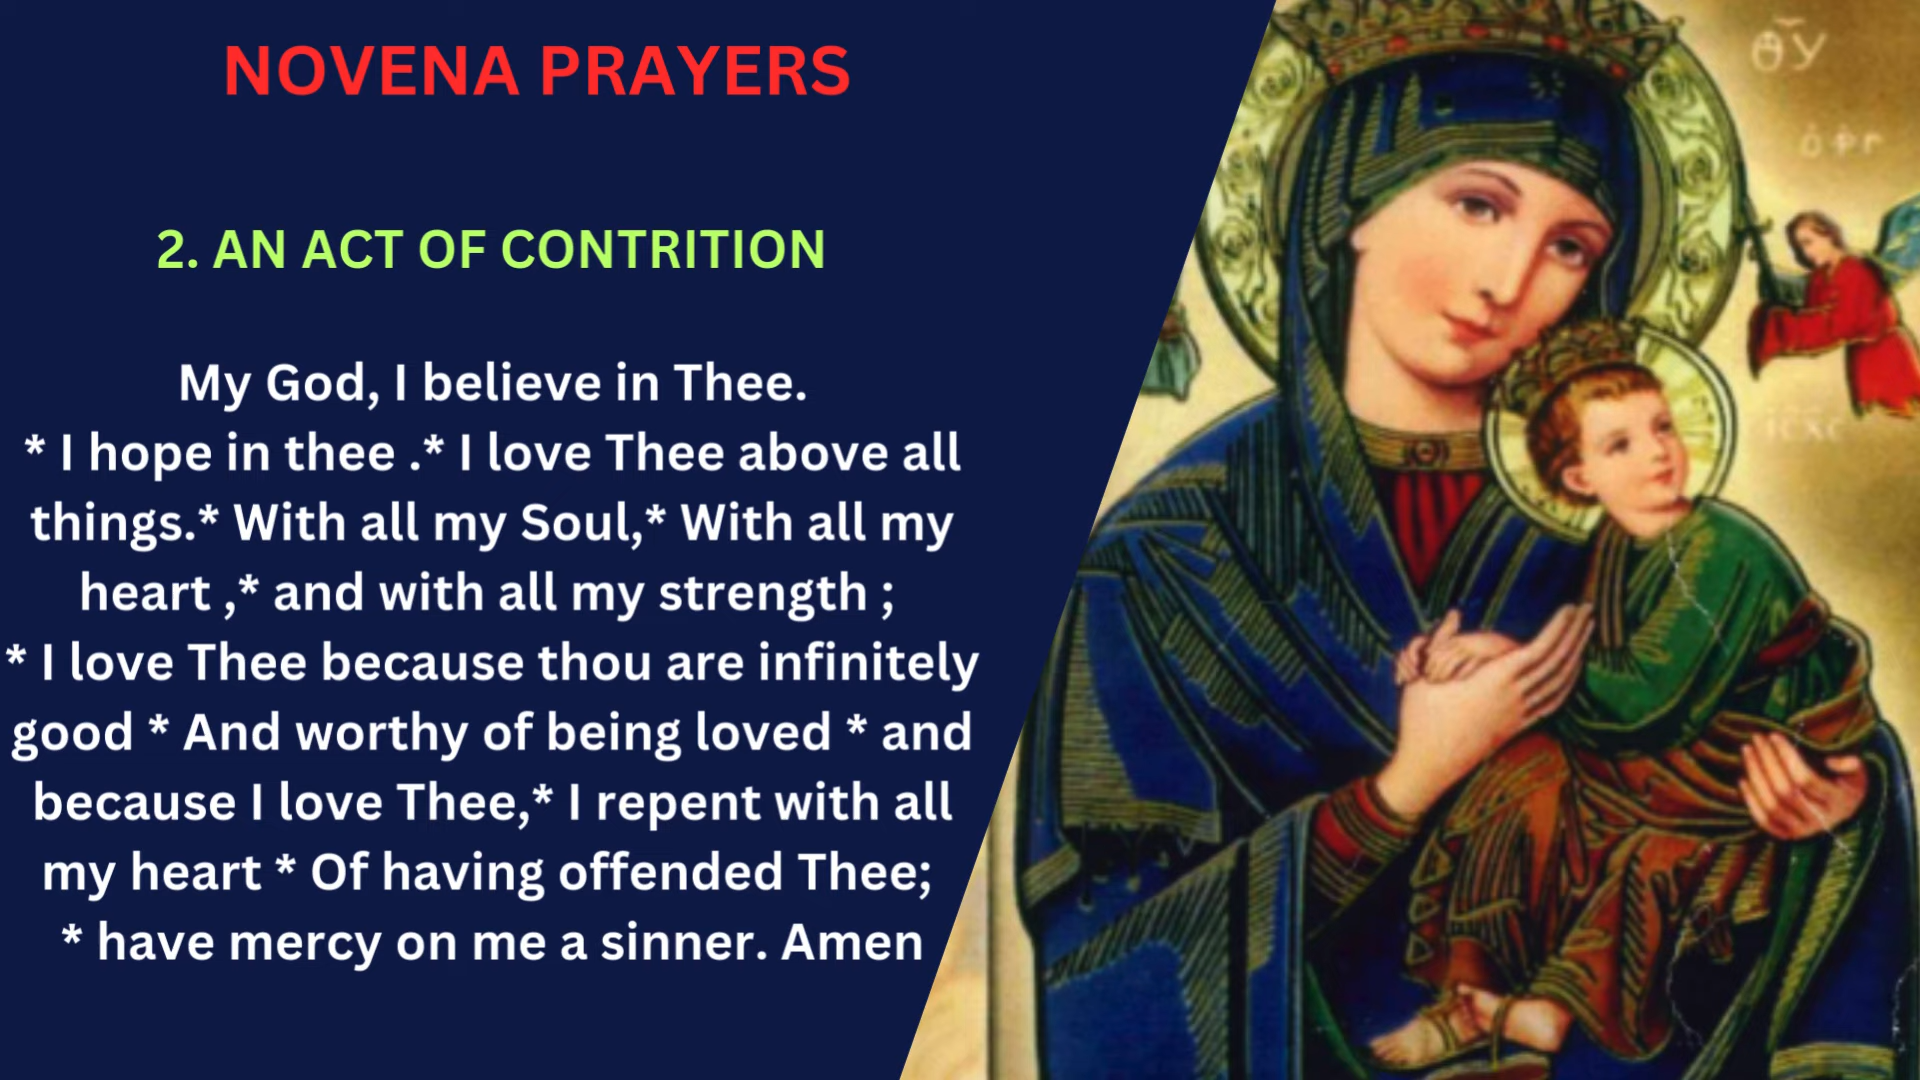 NOVENA PRAYERS
2. AN ACT OF CONTRITION
My God, I believe in Thee.
* I hope in thee .* I love Thee above all
things.* With all my Soul,* With all my
heart ,* and with all my strength ;
* I love Thee because thou are infinitely
good * And worthy of being loved * and
because I love Thee,* I repent with all
my heart * Of having offended Thee;
* have mercy on me a sinner. Amen